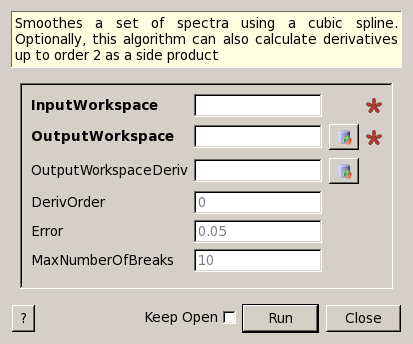 Smoothes a set of spectra using a cubic spline.
Optionally, this algorithm can also calculate derivatives
up to order 2 as a side product
InputWorkspace
OutputWorkspace
OutputWorkspaceDeriv
DerivOrder 0
Error 0.05
MaxNumberOfBreaks 10
? Keep Open Run Close